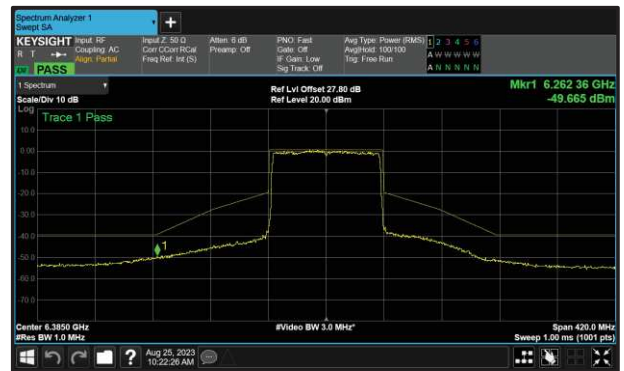 Spectrum Analyzer 1
Swept SA
KEYSIGHT
R T
PASS
Input: RF
Coupling: AC
Align: Partial
Input Z: 50 Ω
Corr CCorr RCal
Freq Ref: Int (S)
Atten: 6 dB
Preamp: Off
PNO: Fast
Gate: Off
IF Gain: Low
Sig Track: Off
Avg Type: Power (RMS)
Avg|Hold: 100/100
Trig: Free Run
1 2 3 4 5 6
A W W W W W
A N N N N N
1 Spectrum
Scale/Div 10 dB
Ref Lvl Offset 27.80 dB
Ref Level 20.00 dBm
Mkr1 6.262 36 GHz
-49.665 dBm
Log
Trace 1 Pass
10.0
0.00
-10.0
-20.0
-30.0
-40.0
1
-50.0
-60.0
-70.0
Center 6.3850 GHz
#Video BW 3.0 MHz*
Span 420.0 MHz
#Res BW 1.0 MHz
Sweep 1.00 ms (1001 pts)
?
Aug 25, 2023
10:22:26 AM